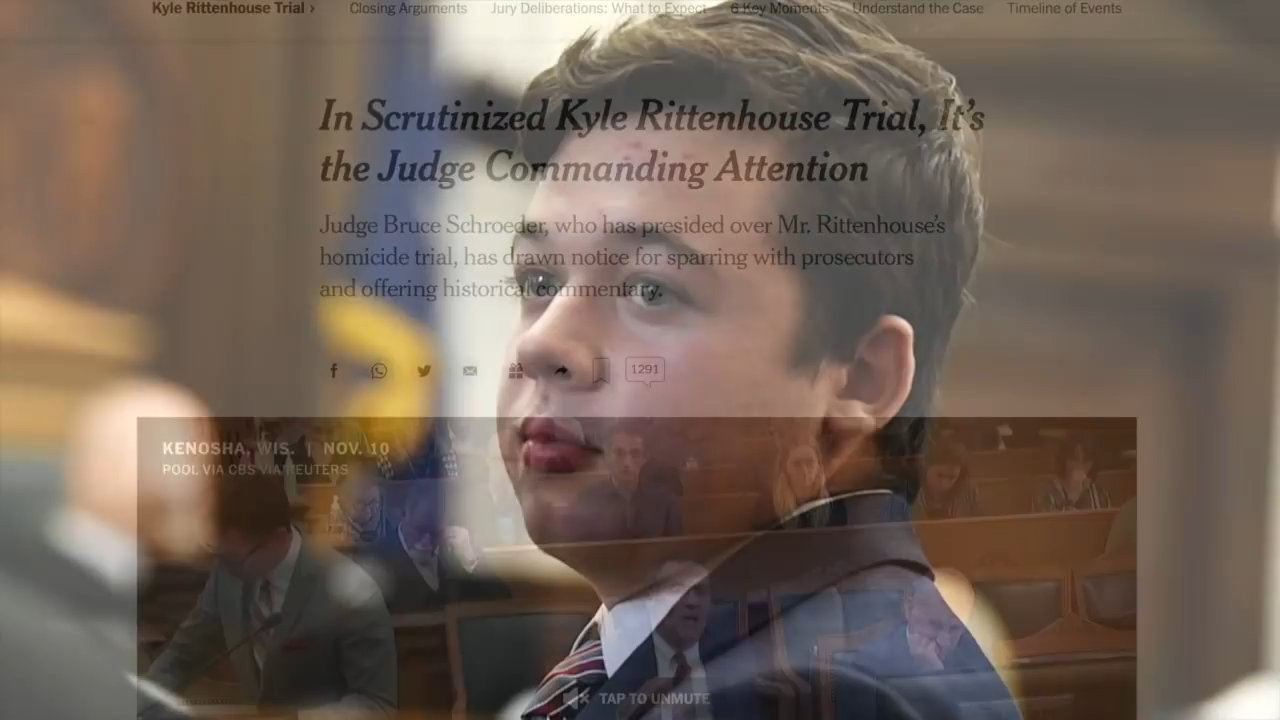 Kyle Rittenhouse Trial › Closing Arguments Jury Deliberations: What to Expect 6 Key Moments Understand the Case Timeline of Events
In Scrutinized Kyle Rittenhouse Trial, It’s
the Judge Commanding Attention
Judge Bruce Schroeder, who has presided over Mr. Rittenhouse’s
homicide trial, has drawn notice for sparring with prosecutors
and offering historical commentary.
1291
KENOSHA, WIS. | NOV. 10
POOL VIA CBS VIA REUTERS
TAP TO UNMUTE